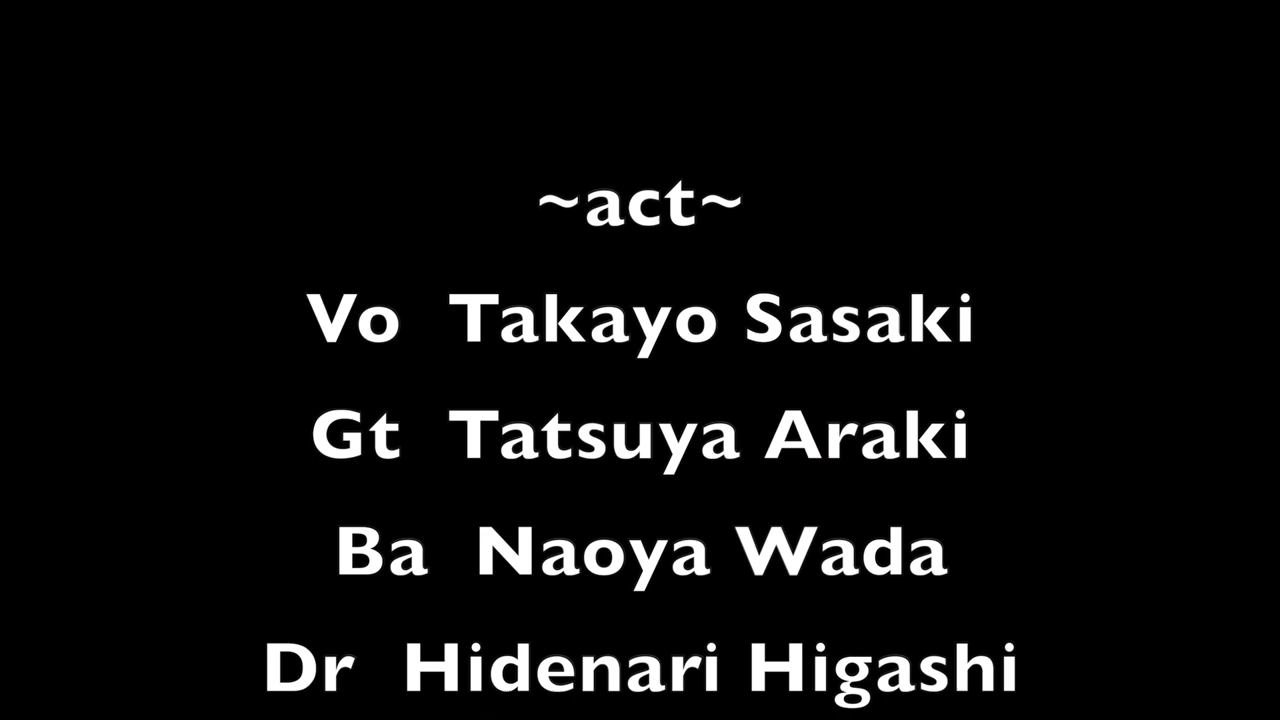 ~act~
Vo  Takayo Sasaki
Gt  Tatsuya Araki
Ba  Naoya Wada
Dr  Hidenari Higashi